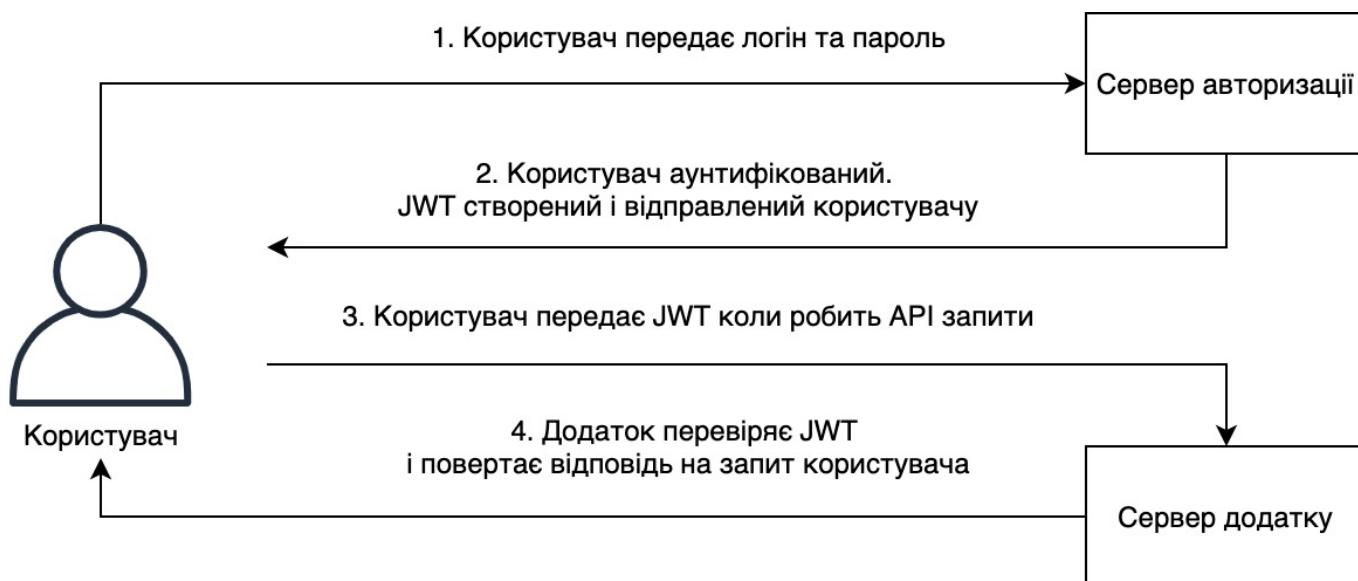 1. Користувач передає логін та пароль
Сервер авторизації
2. Користувач аунтифікований.
JWT створений і відправлений користувачу
3. Користувач передає JWT коли робить API запити
Користувач
4. Додаток перевіряє JWT
і повертає відповідь на запит користувача
Сервер додатку